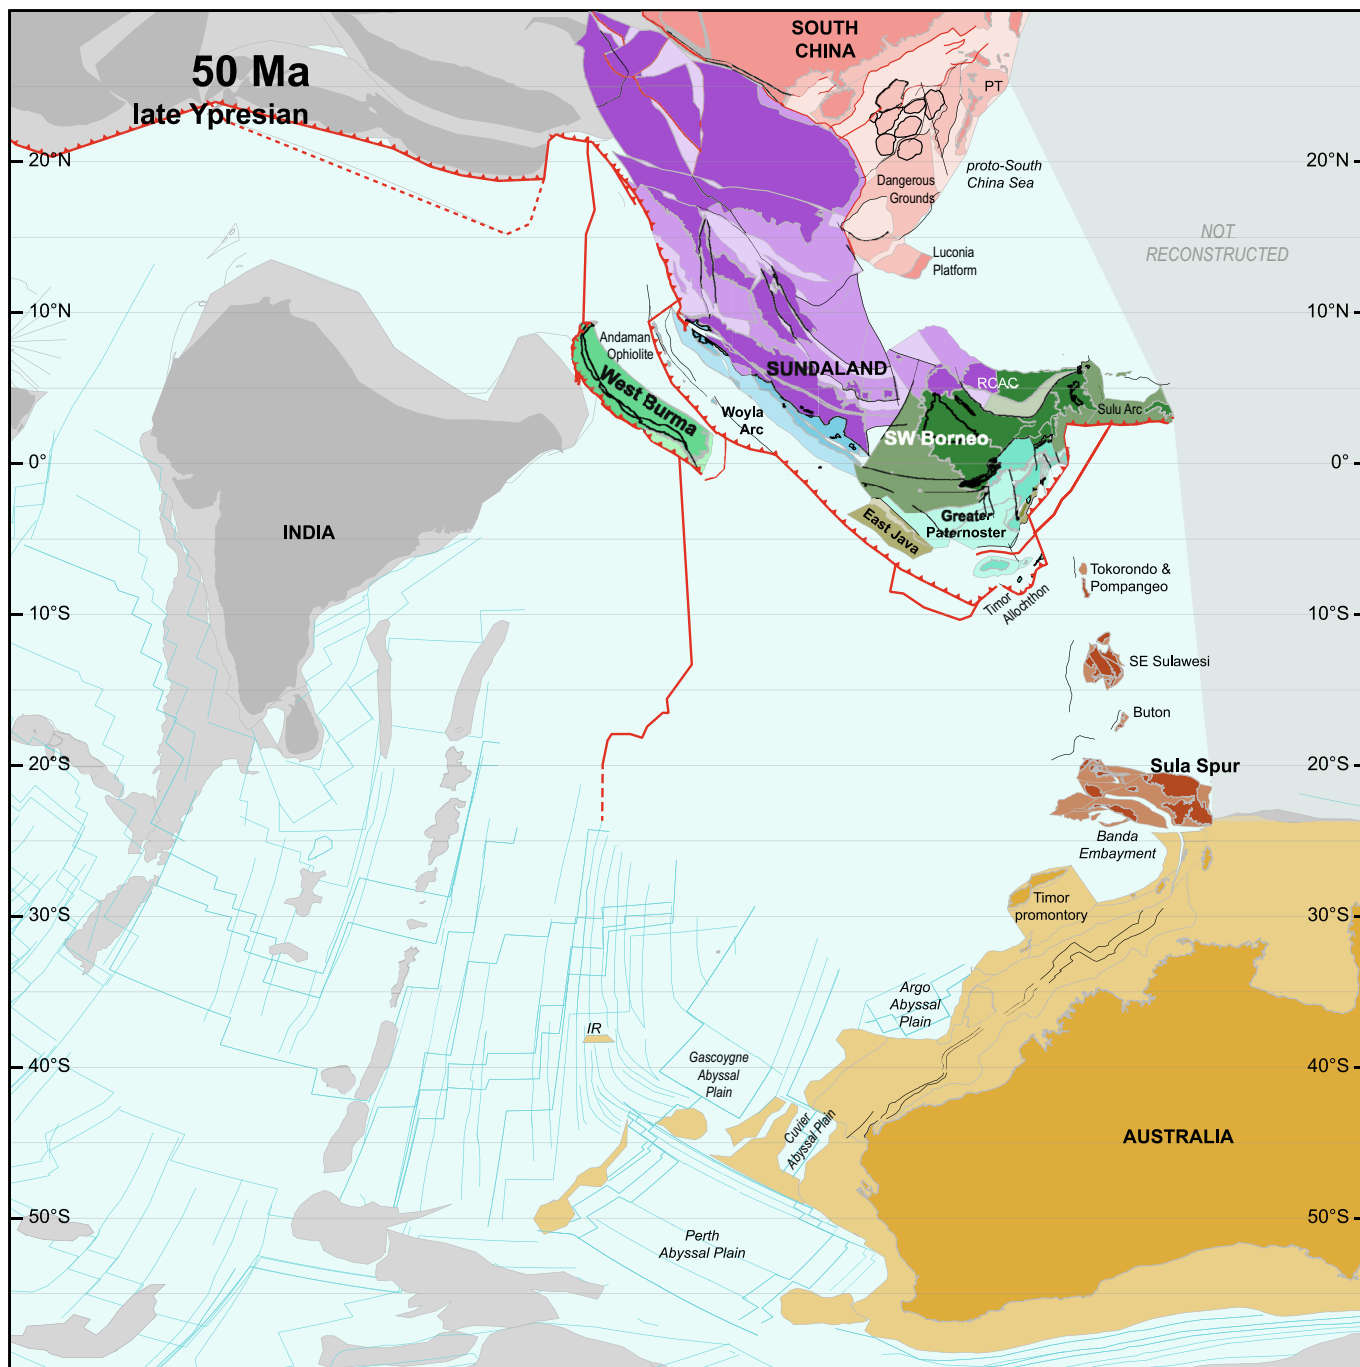 SOUTH
CHINA
50 Ma
late Ypresian
PT
20°N
20°N
proto-South
China Sea
Dangerous
Grounds
NOT
RECONSTRUCTED
Luconia
Platform
10°N
10°N
Andaman
Ophiolite
SUNDALAND
RCAC
West Burma
Woyla
Arc
Sulu Arc
SW Borneo
0°
0°
INDIA
East Java
Greater
Paternoster
Tokorondo &
Pompangeo
Timor
Allochthon
10°S
10°S
SE Sulawesi
Buton
20°S
Sula Spur
20°S
Banda
Embayment
Timor
promontory
30°S
30°S
Argo
Abyssal
Plain
IR
Gascoygne
Abyssal
Plain
40°S
40°S
Cuvier
Abyssal Plain
AUSTRALIA
50°S
50°S
Perth
Abyssal Plain